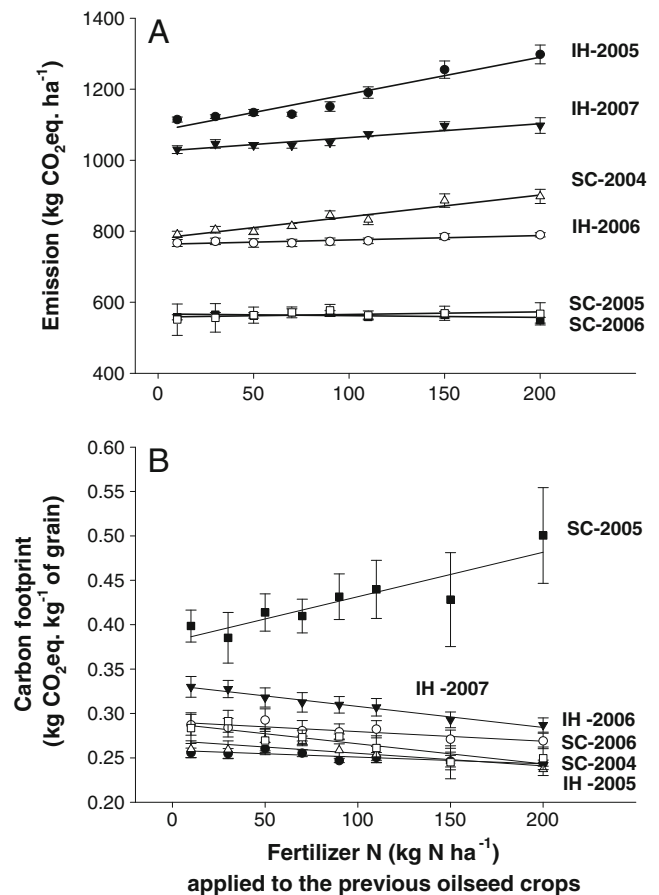 A
1400
1200
1000
800
600
400
Emission (kg CO₂eq. ha⁻¹)
IH-2005
IH-2007
SC-2004
IH-2006
SC-2005
SC-2006
0 50 100 150 200
B
0.60
0.55
0.50
0.45
0.40
0.35
0.30
0.25
0.20
Carbon footprint
(kg CO₂eq. kg⁻¹ of grain)
SC-2005
IH -2007
IH -2006
SC-2006
SC-2004
IH -2005
0 50 100 150 200
Fertilizer N (kg N ha⁻¹)
applied to the previous oilseed crops